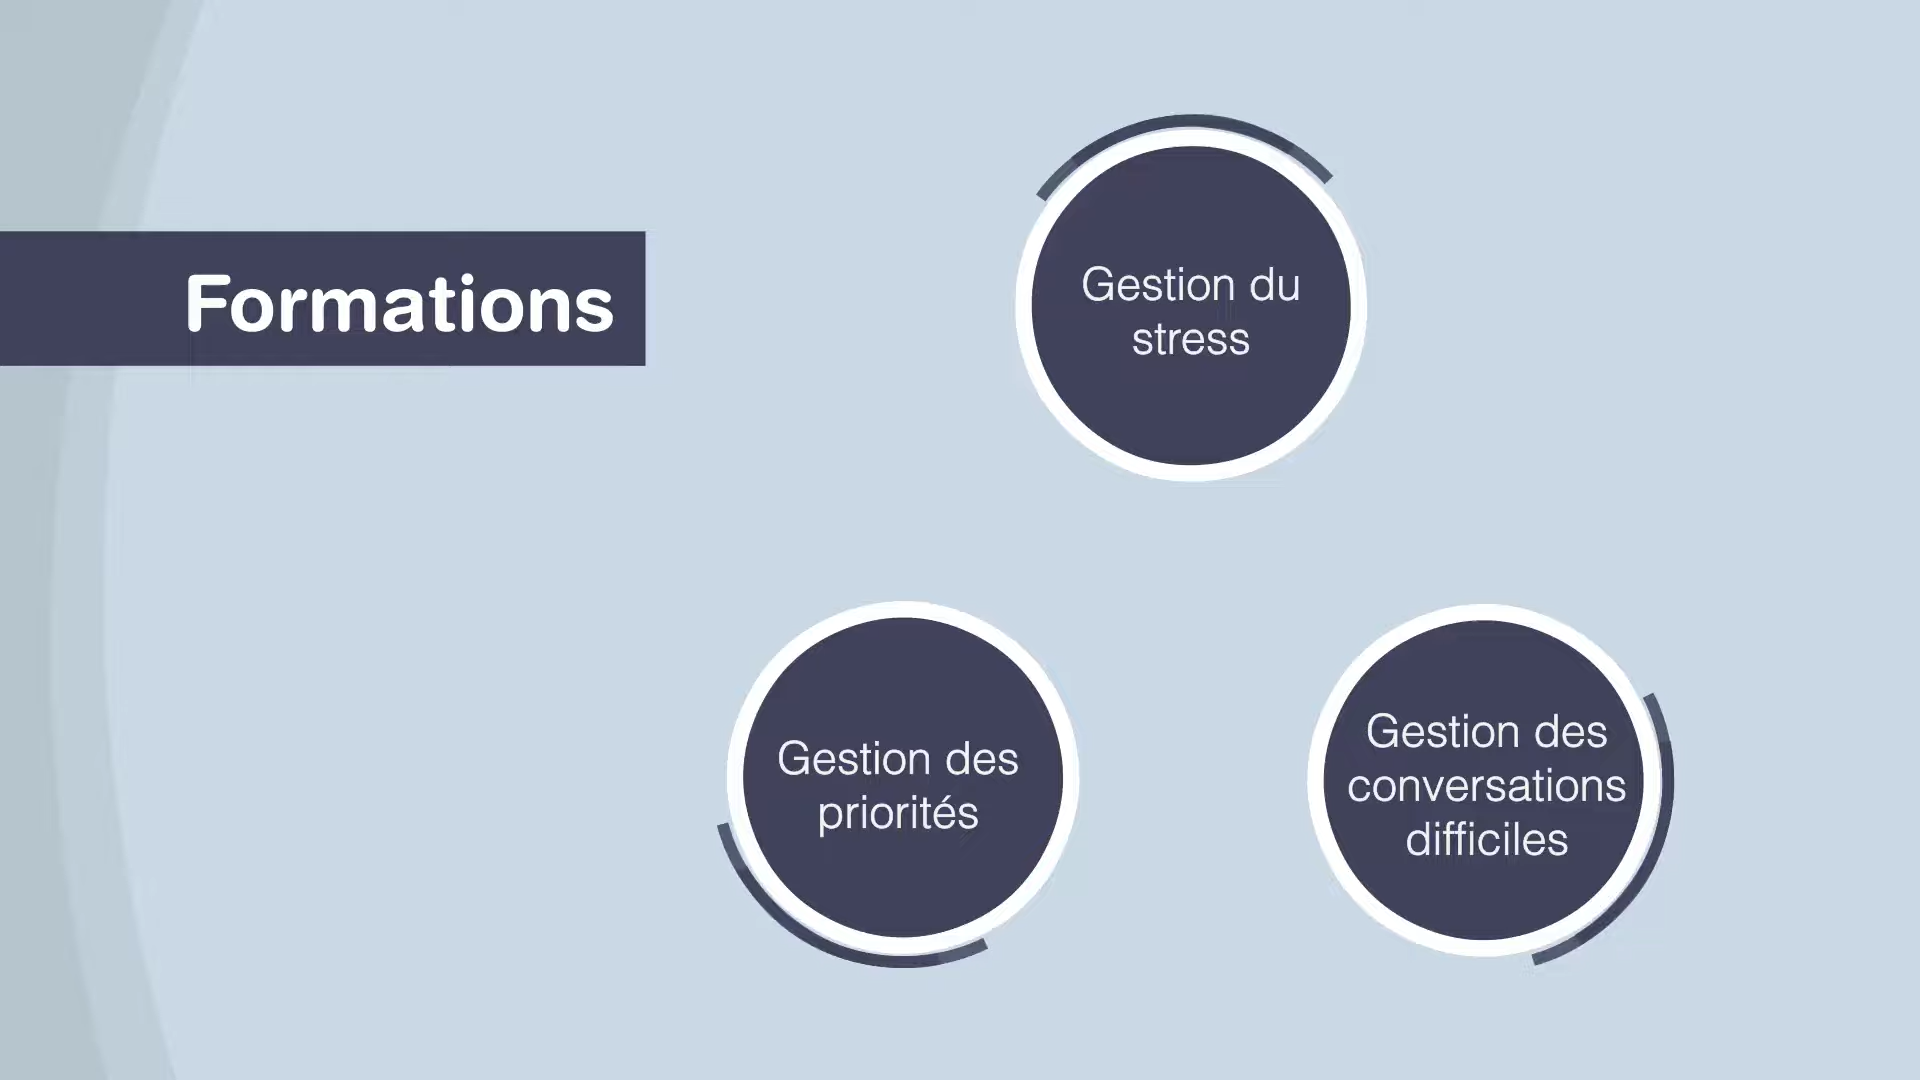 Formations
Gestion du
stress
Gestion des
priorités
Gestion des
conversations
difficiles